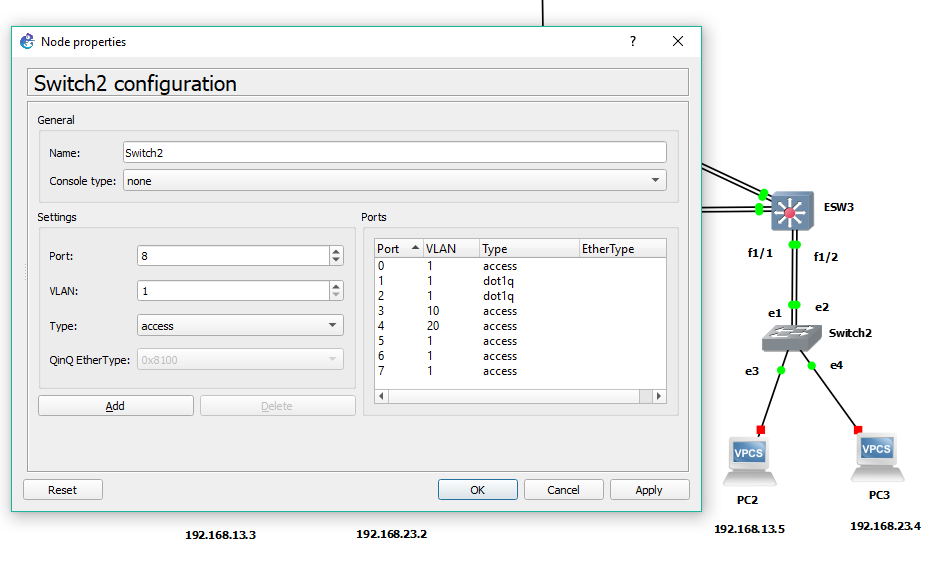 Node properties
?
Switch2 configuration
General
Name: Switch2
Console type: none
Settings
Port: 8
VLAN: 1
Type: access
QinQ EtherType: 0x8100
Add
Delete
Ports
Port VLAN Type EtherType
0 1 access
1 1 dot1q
2 1 dot1q
3 10 access
4 20 access
5 1 access
6 1 access
7 1 access
Reset
OK
Cancel
Apply
ESW3
f1/1
f1/2
e1
e2
Switch2
e3
e4
VPCS
VPCS
PC2
PC3
192.168.13.3
192.168.23.2
192.168.13.5
192.168.23.4